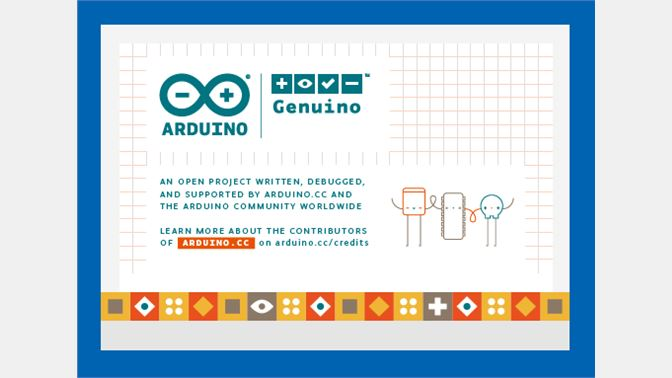 ARDUINO
Genuino™
AN OPEN PROJECT WRITTEN, DEBUGGED,
AND SUPPORTED BY ARDUINO.CC AND
THE ARDUINO COMMUNITY WORLDWIDE
LEARN MORE ABOUT THE CONTRIBUTORS
OF ARDUINO.CC on arduino.cc/credits